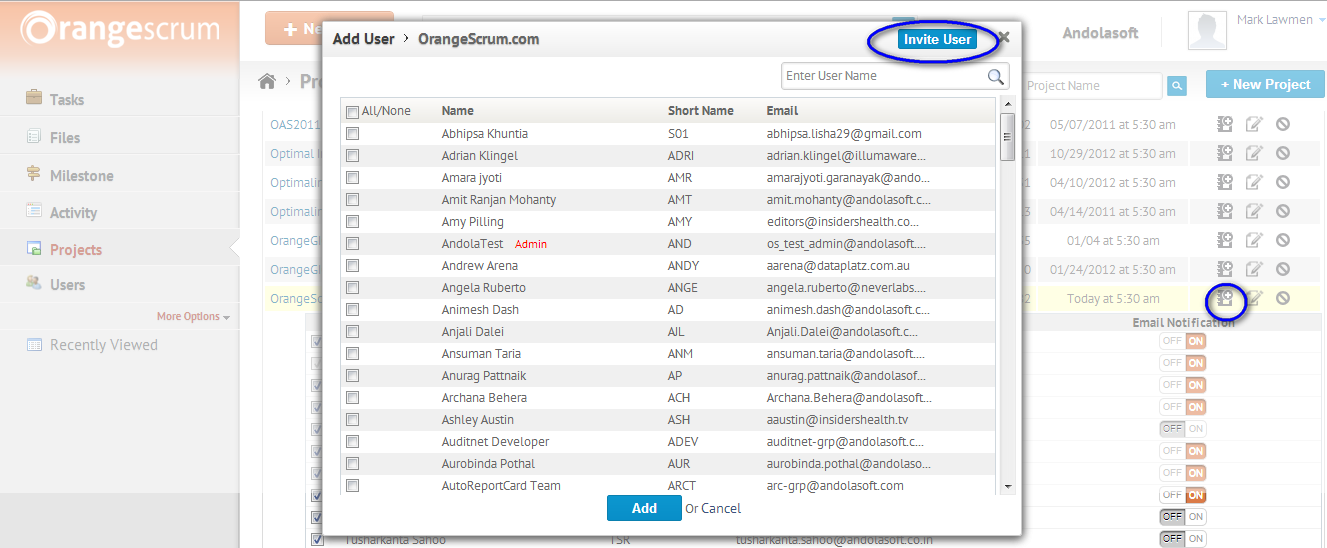 Orangescrum
+ Ne
Andolasoft
Mark Lawmen
Add User > OrangeScrum.com
Invite User
Enter User Name
Pro
Project Name
+ New Project
Tasks
Files
Milestone
Activity
Projects
Users
More Options
Recently Viewed
All/None Name Short Name Email
Abhipsa Khuntia S01 abhipsa.lisha29@gmail.com
Adrian Klingel ADRI adrian.klingel@illumaware...
Amara jyoti AMR amarajyoti.garanayak@ando...
Amit Ranjan Mohanty AMT amit.mohanty@andolasoft.c...
Amy Pilling AMY editors@insidershealth.co...
AndolaTest Admin AND os_test_admin@andolasoft....
Andrew Arena ANDY aarena@dataplatz.com.au
Angela Ruberto ANGE angela.ruberto@neverlabs....
Animesh Dash AD animesh.dash@andolasoft.c...
Anjali Dalei AJL Anjali.Dalei@andolasoft.c...
Ansuman Taria ANM ansuman.taria@andolasoft....
Anurag Pattnaik AP anurag.pattnaik@andolasof...
Archana Behera ACH Archana.Behera@andolasoft...
Ashley Austin ASH aaustin@insidershealth.tv
Auditnet Developer ADEV auditnet-grp@andolasoft.c...
Aurobinda Pothal AUR aurobinda.pothal@andolaso...
AutoReportCard Team ARCT arc-grp@andolasoft.com
Add Or Cancel
OAS2011 02 05/07/2011 at 5:30 am
Optimal I 1 10/29/2012 at 5:30 am
Optimalin 31 04/10/2012 at 5:30 am
Optimalin 3 04/14/2011 at 5:30 am
OrangeGI 5 01/04 at 5:30 am
OrangeGI 0 01/24/2012 at 5:30 am
OrangeSc 2 Today at 5:30 am
Email Notification
OFF ON
OFF ON
OFF ON
OFF ON
OFF ON
OFF ON
OFF ON
OFF ON
OFF ON
Tusharkanta Sahoo TSR tusharkanta.sahoo@andolasoft.co.in OFF ON